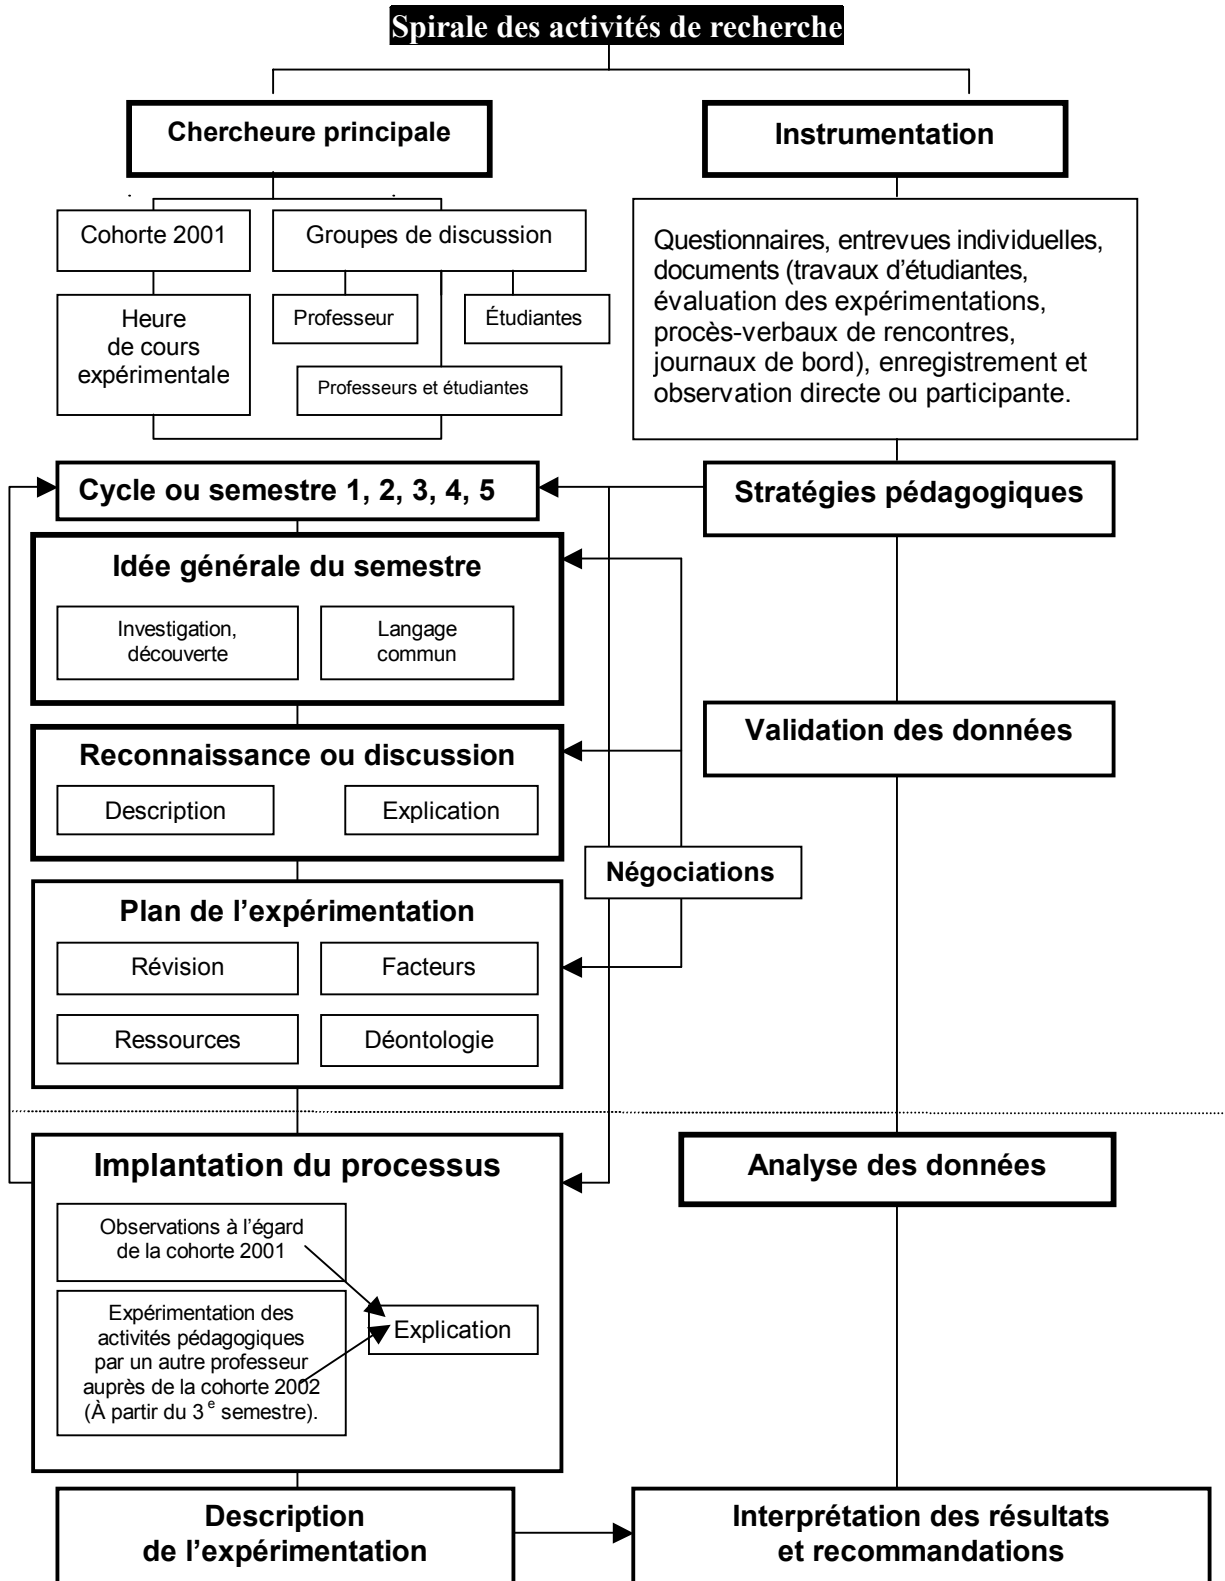 Spirale des activités de recherche
Chercheure principale
Instrumentation
Cohorte 2001
Groupes de discussion
Questionnaires, entrevues individuelles,
documents (travaux d'étudiantes,
évaluation des expérimentations,
procès-verbaux de rencontres,
journaux de bord), enregistrement et
observation directe ou participante.
Heure
de cours
expérimentale
Professeur
Étudiantes
Professeurs et étudiantes
Cycle ou semestre 1, 2, 3, 4, 5
Stratégies pédagogiques
Idée générale du semestre
Investigation,
découverte
Langage
commun
Validation des données
Reconnaissance ou discussion
Description
Explication
Négociations
Plan de l'expérimentation
Révision
Facteurs
Ressources
Déontologie
Implantation du processus
Analyse des données
Observations à l'égard
de la cohorte 2001
Expérimentation des
activités pédagogiques
par un autre professeur
auprès de la cohorte 2002
(À partir du 3e semestre).
Explication
Description
de l'expérimentation
Interprétation des résultats
et recommandations